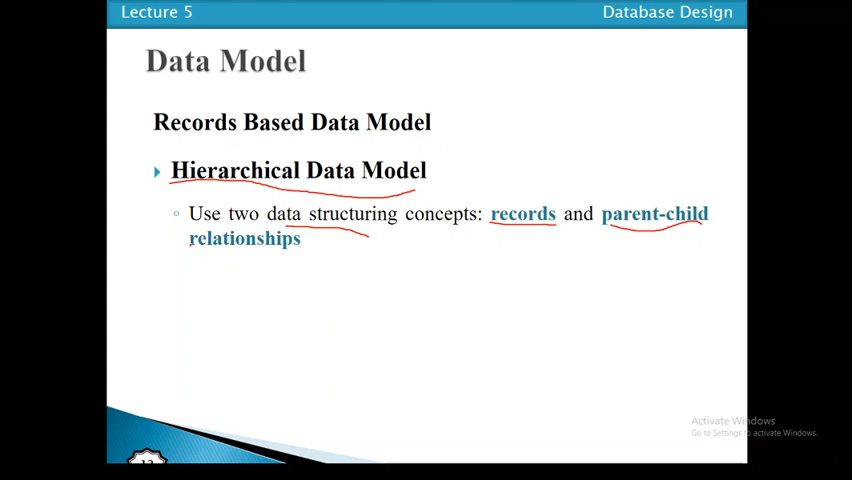 Lecture 5 Database Design
Data Model
Records Based Data Model
Hierarchical Data Model
Use two data structuring concepts: records and parent-child
relationships
Activate Windows
Go to Settings to activate Windows.